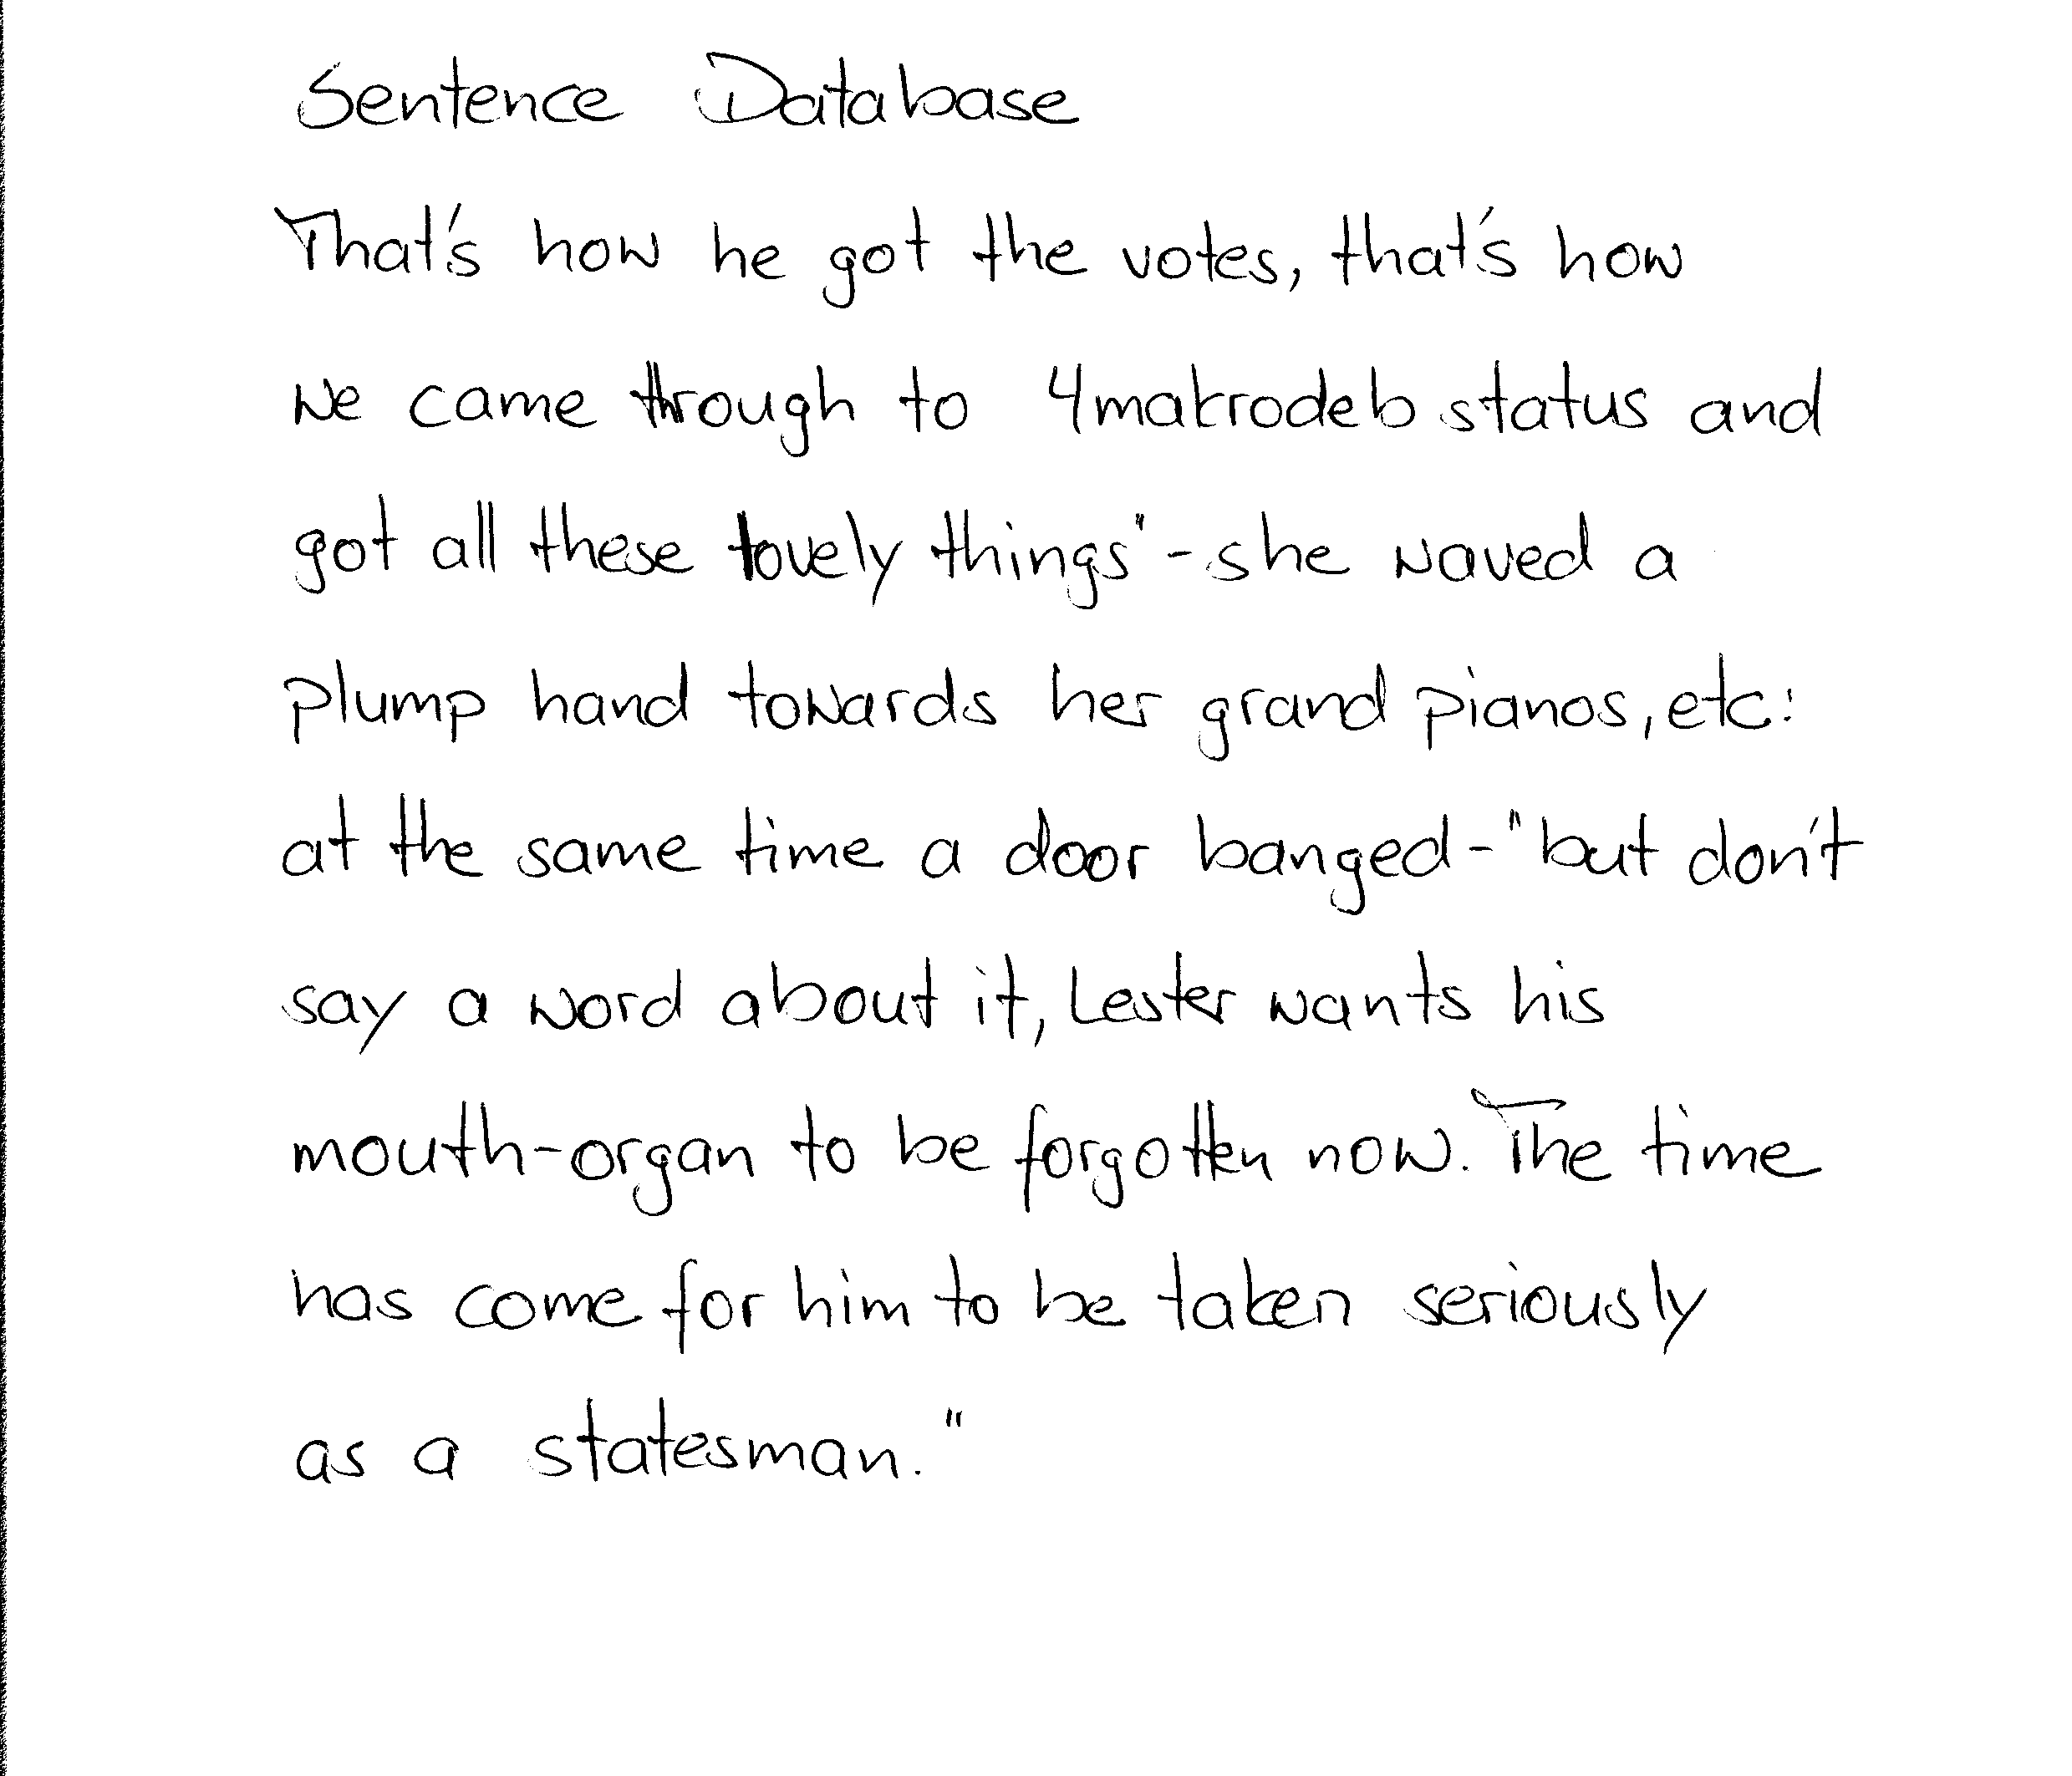 Sentence Database
That's how he got the votes, that's how
we came through to 4makrodeb status and
got all these lovely things"-she waved a
plump hand towards her grand pianos, etc:
at the same time a door banged-"but don't
say a word about it, Lester wants his
mouth-organ to be forgotten now. The time
has come for him to be taken seriously
as a statesman."